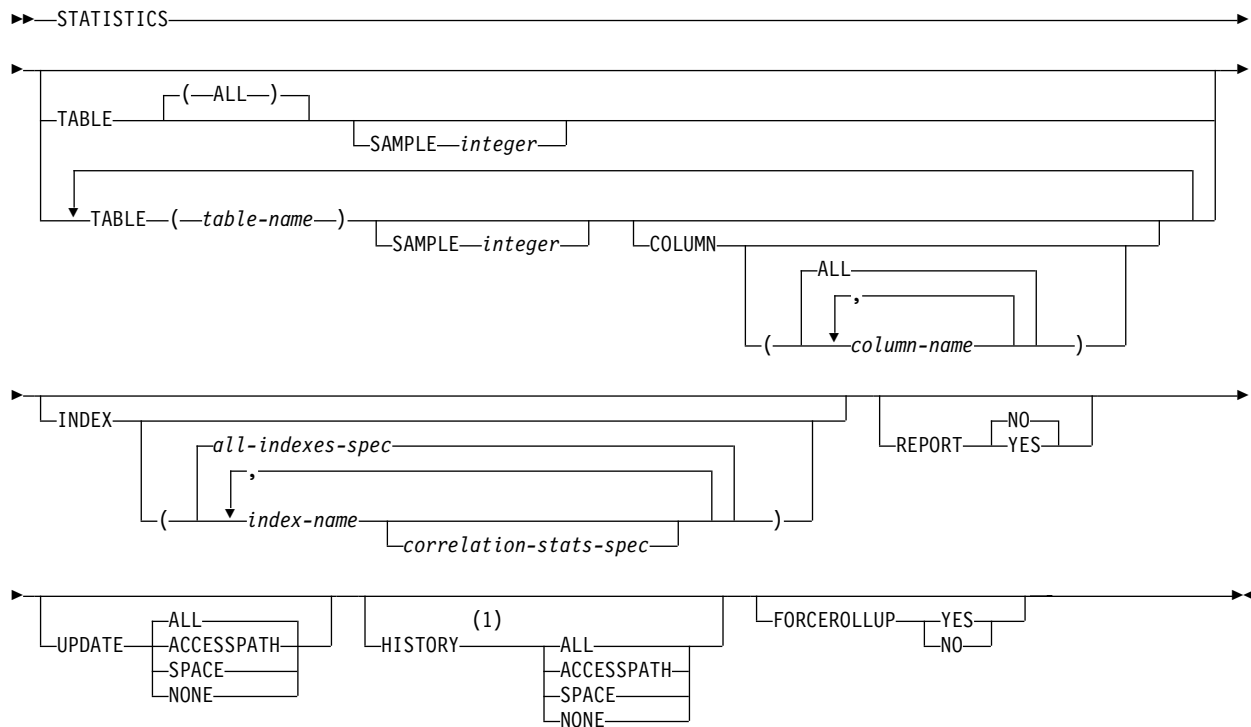 STATISTICS
( ALL )
TABLE
SAMPLE integer
TABLE ( table-name )
SAMPLE integer
COLUMN
ALL
,
( column-name )
INDEX
all-indexes-spec
,
( index-name )
correlation-stats-spec
REPORT
NO
YES
UPDATE
ALL
ACCESSPATH
SPACE
NONE
(1)
HISTORY
ALL
ACCESSPATH
SPACE
NONE
FORCEROLLUP
YES
NO